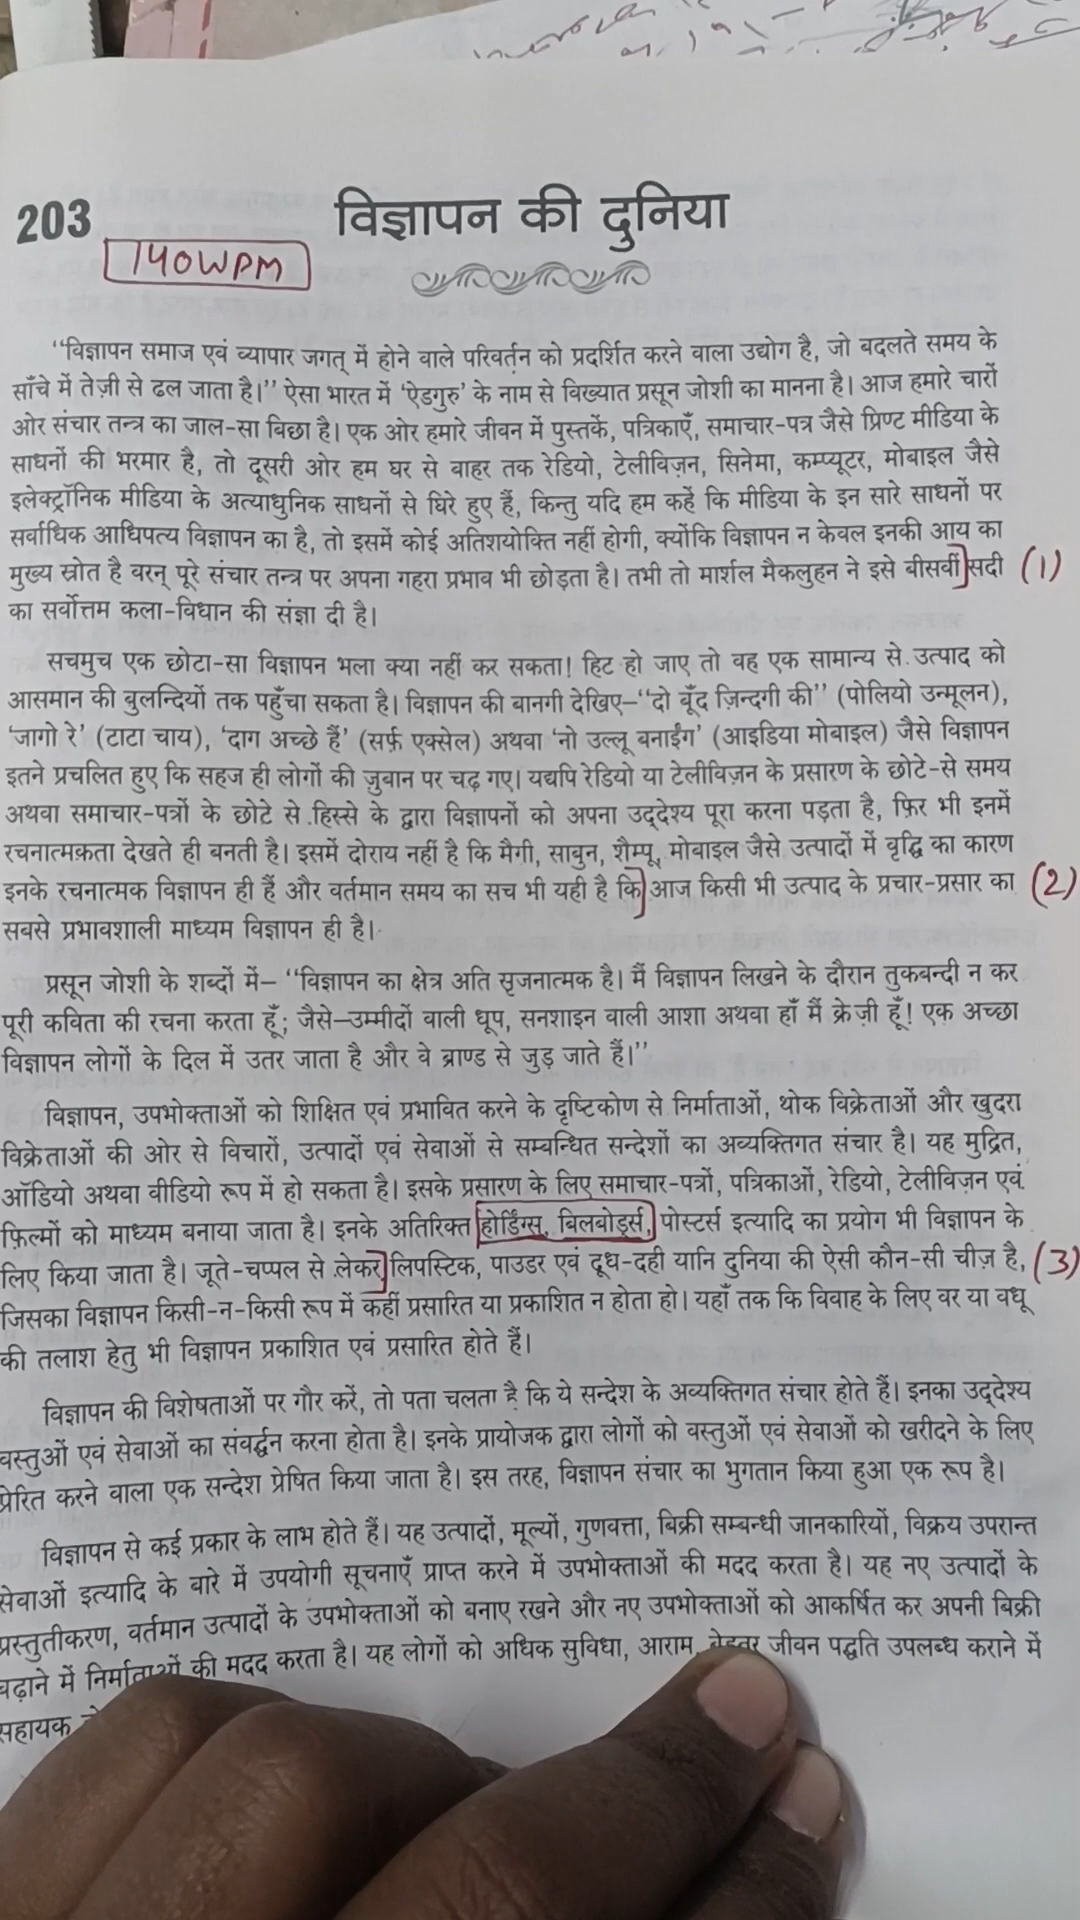 203
विज्ञापन की दुनिया
140WPM
‘‘विज्ञापन समाज एवं व्यापार जगत् में होने वाले परिवर्तन को प्रदर्शित करने वाला उद्योग है, जो बदलते समय के
साँचे में तेज़ी से ढल जाता है।’’ ऐसा भारत में ‘ऐडगुरु’ के नाम से विख्यात प्रसून जोशी का मानना है। आज हमारे चारों
ओर संचार तन्त्र का जाल-सा बिछा है। एक ओर हमारे जीवन में पुस्तकें, पत्रिकाएँ, समाचार-पत्र जैसे प्रिण्ट मीडिया के
साधनों की भरमार है, तो दूसरी ओर हम घर से बाहर तक रेडियो, टेलीविज़न, सिनेमा, कम्प्यूटर, मोबाइल जैसे
इलेक्ट्रॉनिक मीडिया के अत्याधुनिक साधनों से घिरे हुए हैं, किन्तु यदि हम कहें कि मीडिया के इन सारे साधनों पर
सर्वाधिक आधिपत्य विज्ञापन का है, तो इसमें कोई अतिशयोक्ति नहीं होगी, क्योंकि विज्ञापन न केवल इनकी आय का
मुख्य स्रोत है वरन् पूरे संचार तन्त्र पर अपना गहरा प्रभाव भी छोड़ता है। तभी तो मार्शल मैकलुहन ने इसे बीसवीं] सदी (1)
का सर्वोत्तम कला-विधान की संज्ञा दी है।
सचमुच एक छोटा-सा विज्ञापन भला क्या नहीं कर सकता! हिट हो जाए तो वह एक सामान्य से उत्पाद को
आसमान की बुलन्दियों तक पहुँचा सकता है। विज्ञापन की बानगी देखिए–‘‘दो बूँद ज़िन्दगी की’’ (पोलियो उन्मूलन),
‘जागो रे’ (टाटा चाय), ‘दाग अच्छे हैं’ (सर्फ़ एक्सेल) अथवा ‘नो उल्लू बनाईंग’ (आइडिया मोबाइल) जैसे विज्ञापन
इतने प्रचलित हुए कि सहज ही लोगों की ज़ुबान पर चढ़ गए। यद्यपि रेडियो या टेलीविज़न के प्रसारण के छोटे-से समय
अथवा समाचार-पत्रों के छोटे से हिस्से के द्वारा विज्ञापनों को अपना उद्देश्य पूरा करना पड़ता है, फ़िर भी इनमें
रचनात्मक़ता देखते ही बनती है। इसमें दोराय नहीं है कि मैगी, साबुन, शैम्पू, मोबाइल जैसे उत्पादों में वृद्धि का कारण
इनके रचनात्मक विज्ञापन ही हैं और वर्तमान समय का सच भी यही है कि] आज किसी भी उत्पाद के प्रचार-प्रसार का (2)
सबसे प्रभावशाली माध्यम विज्ञापन ही है।
प्रसून जोशी के शब्दों में– ‘‘विज्ञापन का क्षेत्र अति सृजनात्मक है। मैं विज्ञापन लिखने के दौरान तुकबन्दी न कर
पूरी कविता की रचना करता हूँ; जैसे–उम्मीदों वाली धूप, सनशाइन वाली आशा अथवा हाँ मैं क्रेज़ी हूँ! एक अच्छा
विज्ञापन लोगों के दिल में उतर जाता है और वे ब्राण्ड से जुड़ जाते हैं।’’
विज्ञापन, उपभोक्ताओं को शिक्षित एवं प्रभावित करने के दृष्टिकोण से निर्माताओं, थोक विक्रेताओं और खुदरा
विक्रेताओं की ओर से विचारों, उत्पादों एवं सेवाओं से सम्बन्धित सन्देशों का अव्यक्तिगत संचार है। यह मुद्रित,
ऑडियो अथवा वीडियो रूप में हो सकता है। इसके प्रसारण के लिए समाचार-पत्रों, पत्रिकाओं, रेडियो, टेलीविज़न एवं
फ़िल्मों को माध्यम बनाया जाता है। इनके अतिरिक्त होर्डिंग्स, बिलबोर्ड्स, पोस्टर्स इत्यादि का प्रयोग भी विज्ञापन के
लिए किया जाता है। जूते-चप्पल से लेकर] लिपस्टिक, पाउडर एवं दूध-दही यानि दुनिया की ऐसी कौन-सी चीज़ है, (3)
जिसका विज्ञापन किसी-न-किसी रूप में कहीं प्रसारित या प्रकाशित न होता हो। यहाँ तक कि विवाह के लिए वर या वधू
की तलाश हेतु भी विज्ञापन प्रकाशित एवं प्रसारित होते हैं।
विज्ञापन की विशेषताओं पर गौर करें, तो पता चलता है कि ये सन्देश के अव्यक्तिगत संचार होते हैं। इनका उद्देश्य
वस्तुओं एवं सेवाओं का संवर्द्धन करना होता है। इनके प्रायोजक द्वारा लोगों को वस्तुओं एवं सेवाओं को खरीदने के लिए
प्रेरित करने वाला एक सन्देश प्रेषित किया जाता है। इस तरह, विज्ञापन संचार का भुगतान किया हुआ एक रूप है।
विज्ञापन से कई प्रकार के लाभ होते हैं। यह उत्पादों, मूल्यों, गुणवत्ता, बिक्री सम्बन्धी जानकारियों, विक्रय उपरान्त
सेवाओं इत्यादि के बारे में उपयोगी सूचनाएँ प्राप्त करने में उपभोक्ताओं की मदद करता है। यह नए उत्पादों के
प्रस्तुतीकरण, वर्तमान उत्पादों के उपभोक्ताओं को बनाए रखने और नए उपभोक्ताओं को आकर्षित कर अपनी बिक्री
बढ़ाने में निर्माताओं की मदद करता है। यह लोगों को अधिक सुविधा, आराम, बेहतर जीवन पद्धति उपलब्ध कराने में
सहायक